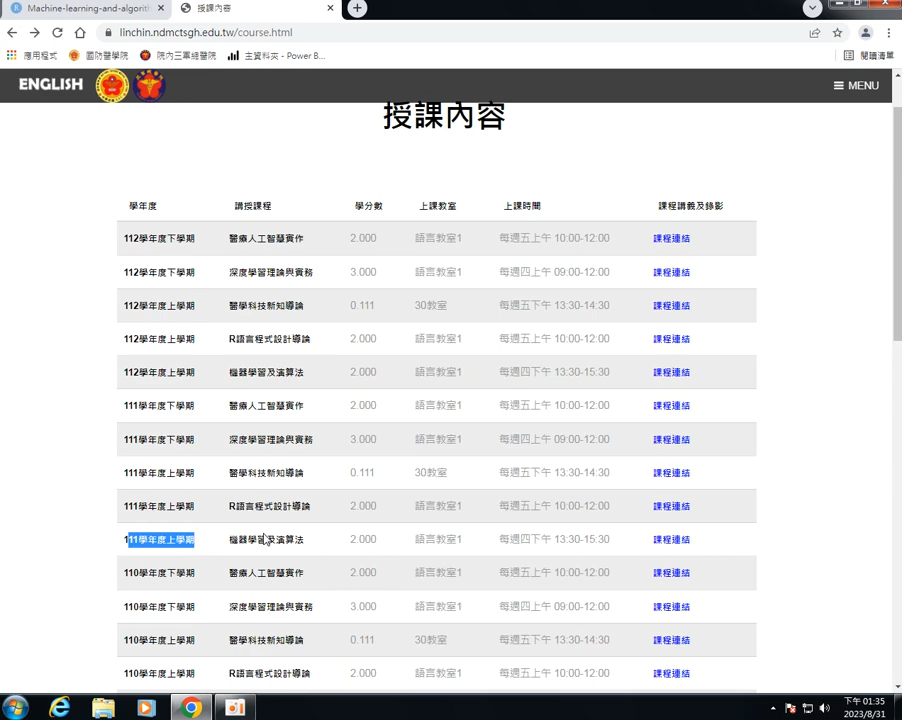 Machine-learning-and-algorith
授課內容
linchin.ndmctsgh.edu.tw/course.html
應用程式 國防醫學院 院內三軍總醫院 主資料夾 - Power B... 閱讀清單
ENGLISH MENU
授課內容
學年度 講授課程 學分數 上課教室 上課時間 課程講義及錄影
112學年度下學期 醫療人工智慧實作 2.000 語言教室1 每週五上午 10:00-12:00 課程連結
112學年度下學期 深度學習理論與實務 3.000 語言教室1 每週四上午 09:00-12:00 課程連結
112學年度上學期 醫學科技新知導論 0.111 30教室 每週五下午 13:30-14:30 課程連結
112學年度上學期 R語言程式設計導論 2.000 語言教室1 每週五上午 10:00-12:00 課程連結
112學年度上學期 機器學習及演算法 2.000 語言教室1 每週四下午 13:30-15:30 課程連結
111學年度下學期 醫療人工智慧實作 2.000 語言教室1 每週五上午 10:00-12:00 課程連結
111學年度下學期 深度學習理論與實務 3.000 語言教室1 每週四上午 09:00-12:00 課程連結
111學年度上學期 醫學科技新知導論 0.111 30教室 每週五下午 13:30-14:30 課程連結
111學年度上學期 R語言程式設計導論 2.000 語言教室1 每週五上午 10:00-12:00 課程連結
111學年度上學期 機器學習及演算法 2.000 語言教室1 每週四下午 13:30-15:30 課程連結
110學年度下學期 醫療人工智慧實作 2.000 語言教室1 每週五上午 10:00-12:00 課程連結
110學年度下學期 深度學習理論與實務 3.000 語言教室1 每週四上午 09:00-12:00 課程連結
110學年度上學期 醫學科技新知導論 0.111 30教室 每週五下午 13:30-14:30 課程連結
110學年度上學期 R語言程式設計導論 2.000 語言教室1 每週五上午 10:00-12:00 課程連結
下午 01:35
2023/8/31